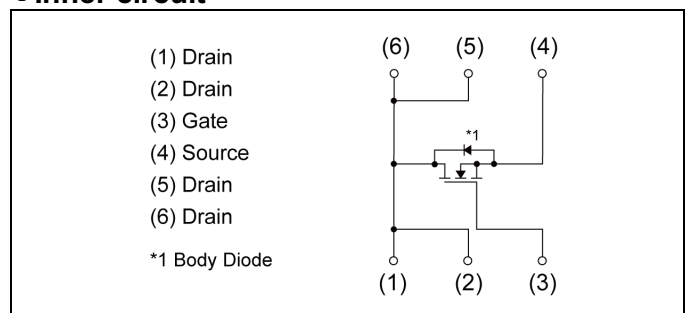 Inner circuit
(1) Drain
(2) Drain
(3) Gate
(4) Source
(5) Drain
(6) Drain
*1 Body Diode
(6) (5) (4)
*1
(1) (2) (3)